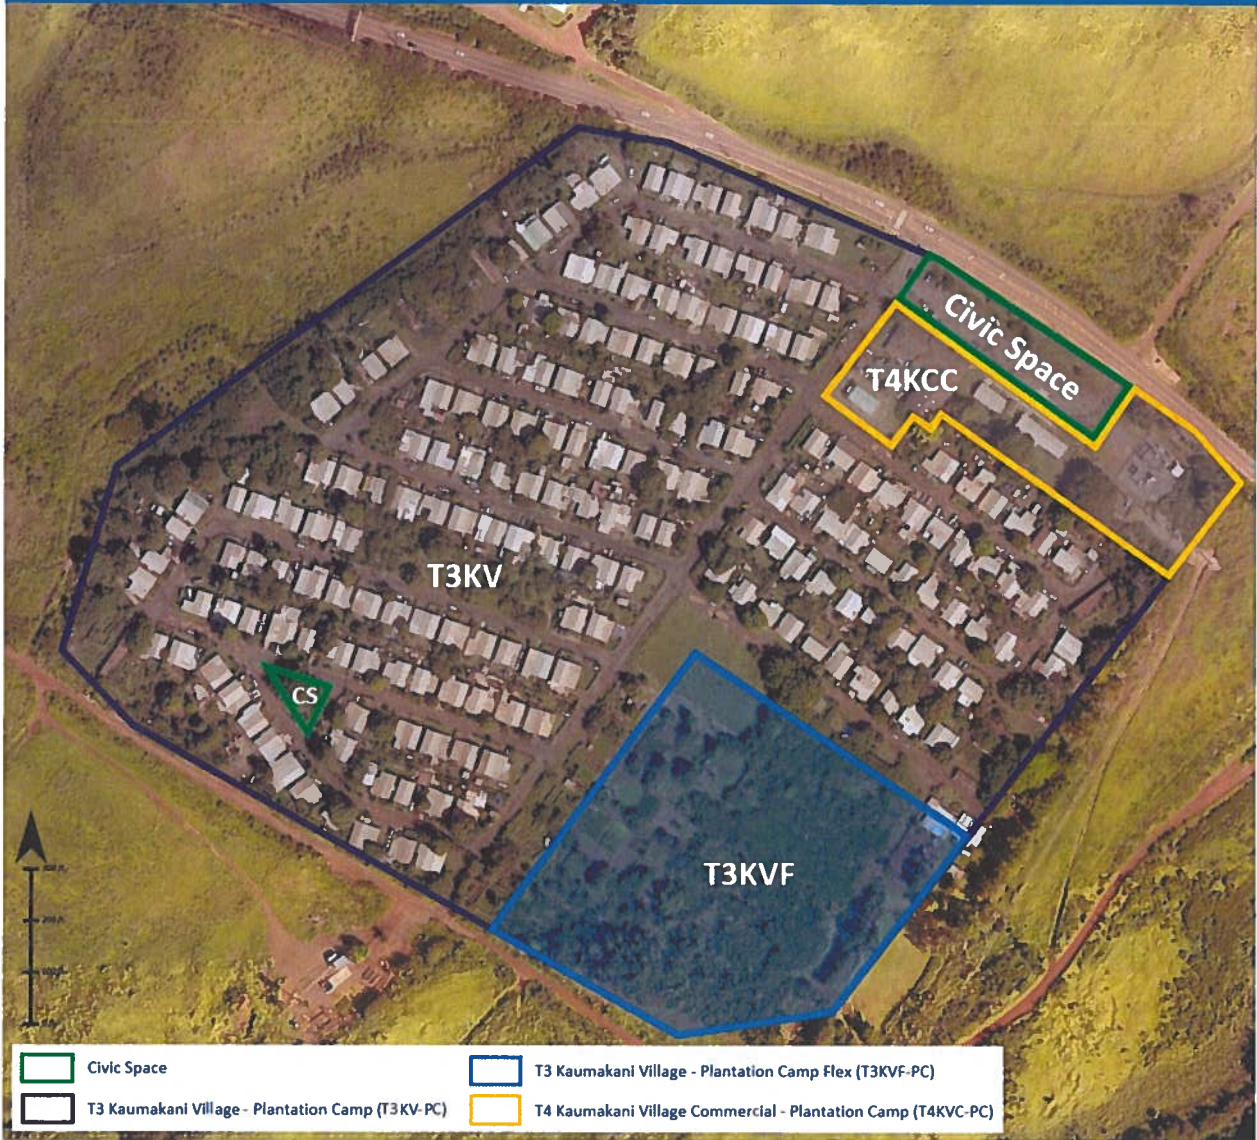 Civic Space
T4KCC
T3KV
CS
T3KVF
Civic Space
T3 Kaumakani Village - Plantation Camp (T3KV-PC)
T3 Kaumakani Village - Plantation Camp Flex (T3KVF-PC)
T4 Kaumakani Village Commercial - Plantation Camp (T4KVC-PC)